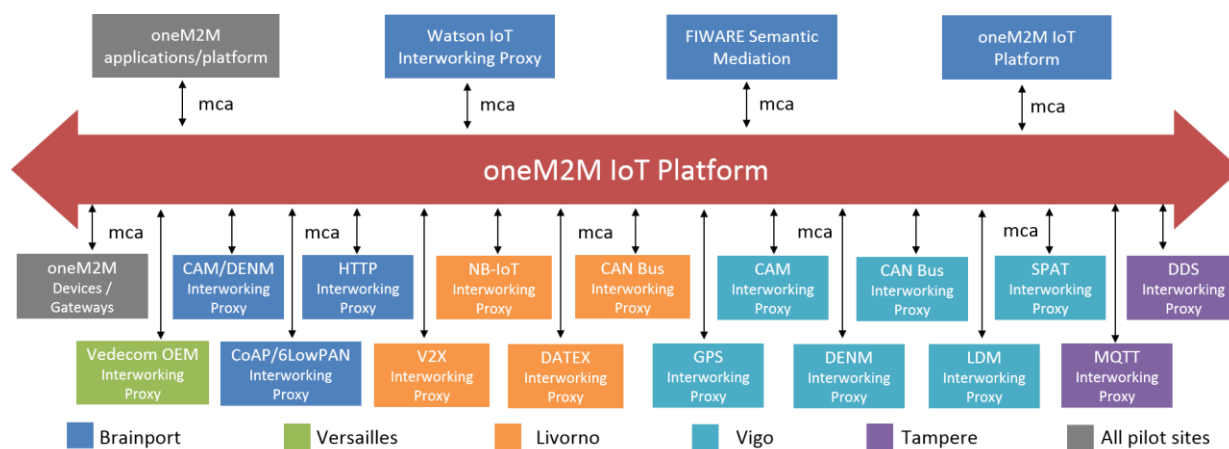 oneM2M
applications/platform
Watson IoT
Interworking Proxy
FIWARE Semantic
Mediation
oneM2M IoT
Platform
mca
mca
mca
mca
oneM2M IoT Platform
mca
mca
mca
mca
mca
oneM2M
Devices /
Gateways
CAM/DENM
Interworking
Proxy
HTTP
Interworking
Proxy
NB-IoT
Interworking
Proxy
CAN Bus
Interworking
Proxy
CAM
Interworking
Proxy
CAN Bus
Interworking
Proxy
SPAT
Interworking
Proxy
DDS
Interworking
Proxy
Vedecom OEM
Interworking
Proxy
CoAP/6LowPAN
Interworking
Proxy
V2X
Interworking
Proxy
DATEX
Interworking
Proxy
GPS
Interworking
Proxy
DENM
Interworking
Proxy
LDM
Interworking
Proxy
MQTT
Interworking
Proxy
Brainport
Versailles
Livorno
Vigo
Tampere
All pilot sites